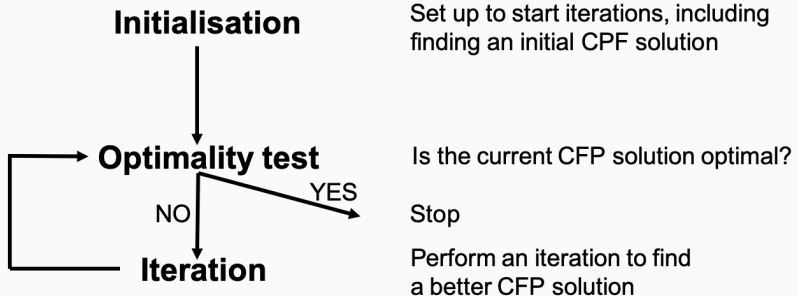 Initialisation
Set up to start iterations, including
finding an initial CPF solution
Optimality test
Is the current CFP solution optimal?
YES
NO
Stop
Iteration
Perform an iteration to find
a better CFP solution